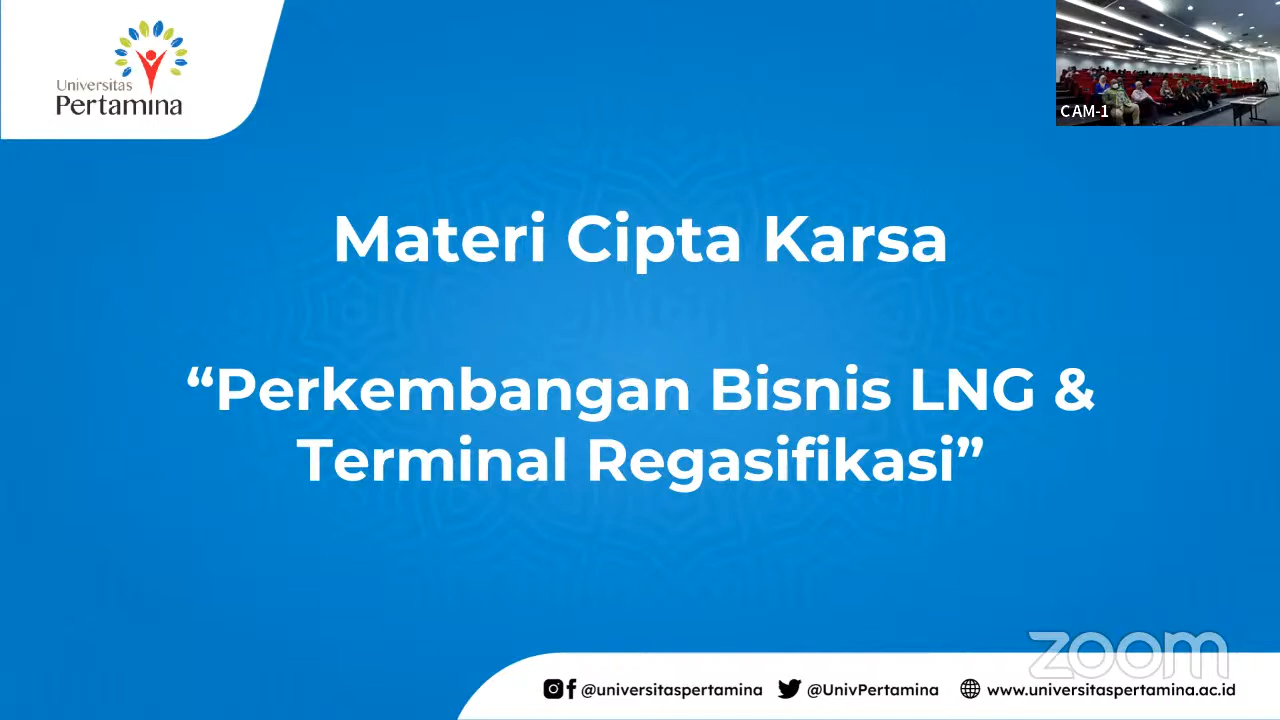 Universitas
Pertamina
CAM-1
Materi Cipta Karsa
“Perkembangan Bisnis LNG &
Terminal Regasifikasi”
zoom
@universitaspertamina @UnivPertamina www.universitaspertamina.ac.id